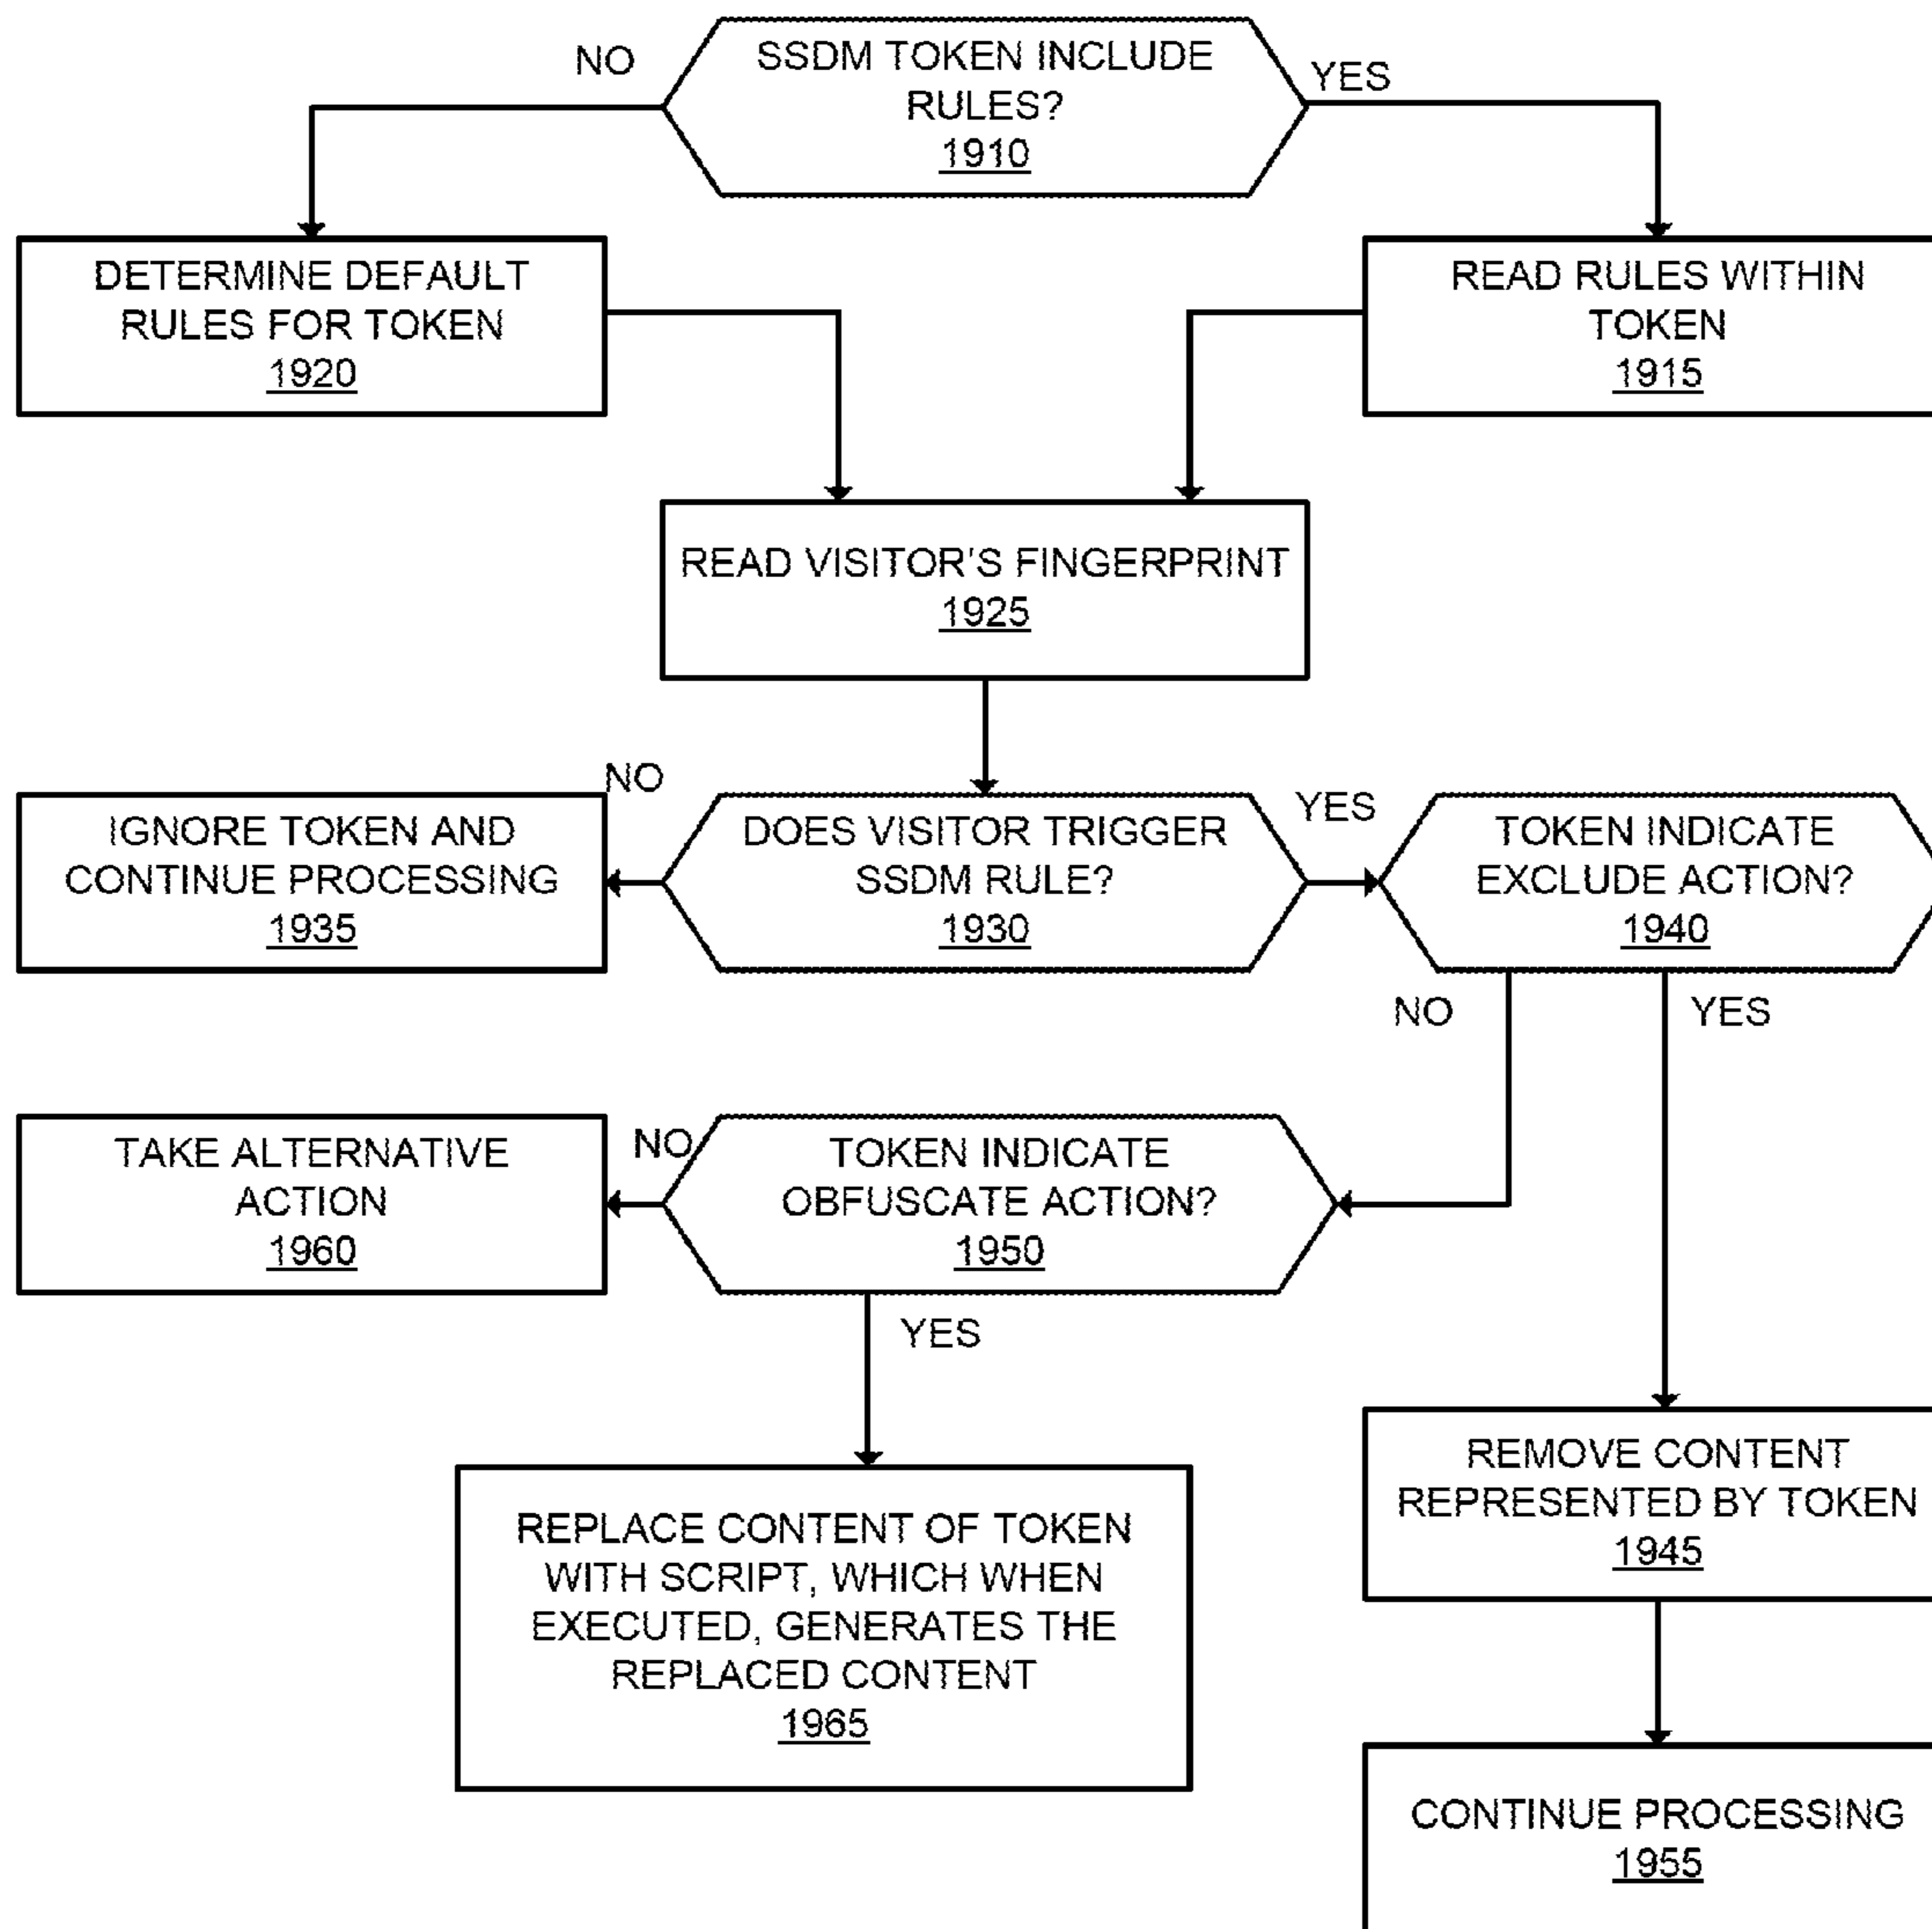 NO
SSDM TOKEN INCLUDE
RULES?
1910
YES
DETERMINE DEFAULT
RULES FOR TOKEN
1920
READ RULES WITHIN
TOKEN
1915
READ VISITOR'S FINGERPRINT
1925
IGNORE TOKEN AND
CONTINUE PROCESSING
1935
NO
DOES VISITOR TRIGGER
SSDM RULE?
1930
YES
TOKEN INDICATE
EXCLUDE ACTION?
1940
NO
YES
TAKE ALTERNATIVE
ACTION
1960
NO
TOKEN INDICATE
OBFUSCATE ACTION?
1950
YES
REPLACE CONTENT OF TOKEN
WITH SCRIPT, WHICH WHEN
EXECUTED, GENERATES THE
REPLACED CONTENT
1965
REMOVE CONTENT
REPRESENTED BY TOKEN
1945
CONTINUE PROCESSING
1955